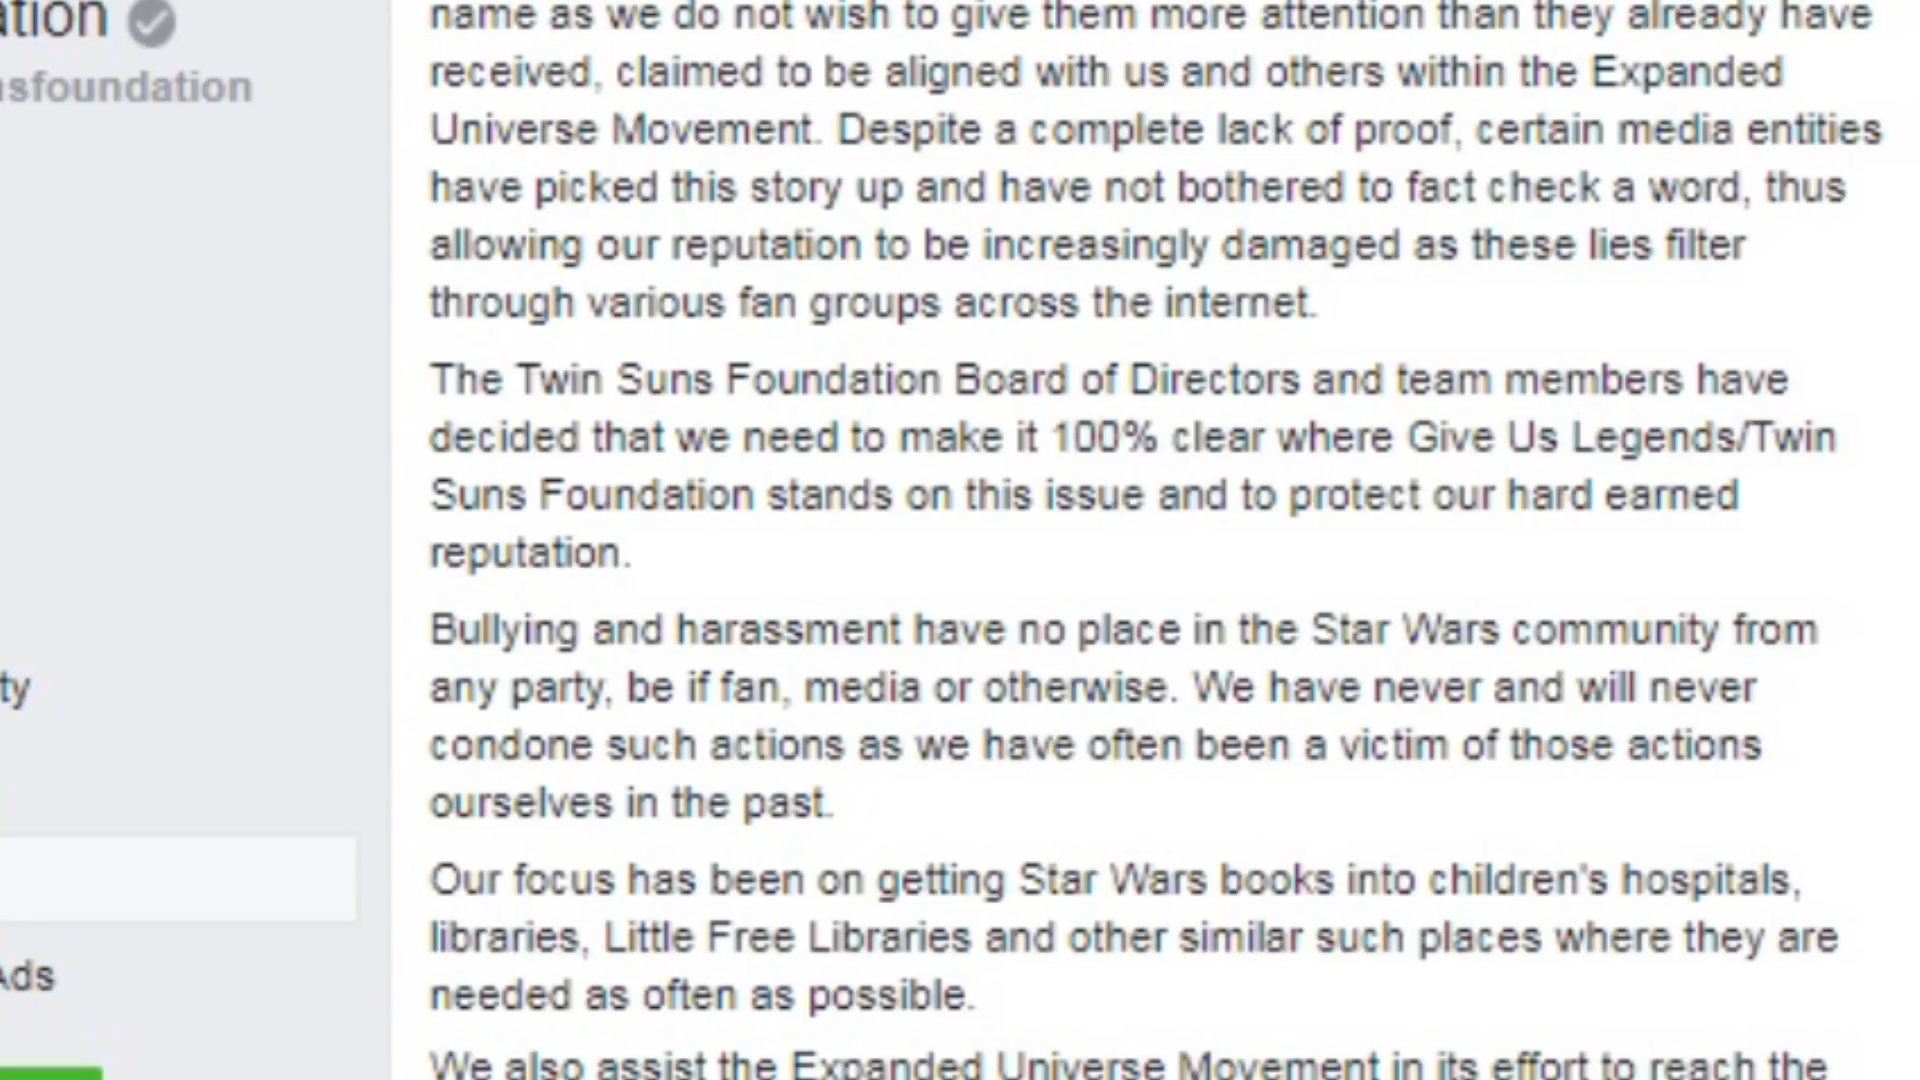 ation
nsfoundation
ty
Ads
name as we do not wish to give them more attention than they already have
received, claimed to be aligned with us and others within the Expanded
Universe Movement. Despite a complete lack of proof, certain media entities
have picked this story up and have not bothered to fact check a word, thus
allowing our reputation to be increasingly damaged as these lies filter
through various fan groups across the internet.
The Twin Suns Foundation Board of Directors and team members have
decided that we need to make it 100% clear where Give Us Legends/Twin
Suns Foundation stands on this issue and to protect our hard earned
reputation.
Bullying and harassment have no place in the Star Wars community from
any party, be if fan, media or otherwise. We have never and will never
condone such actions as we have often been a victim of those actions
ourselves in the past.
Our focus has been on getting Star Wars books into children's hospitals,
libraries, Little Free Libraries and other similar such places where they are
needed as often as possible.
We also assist the Expanded Universe Movement in its effort to reach the